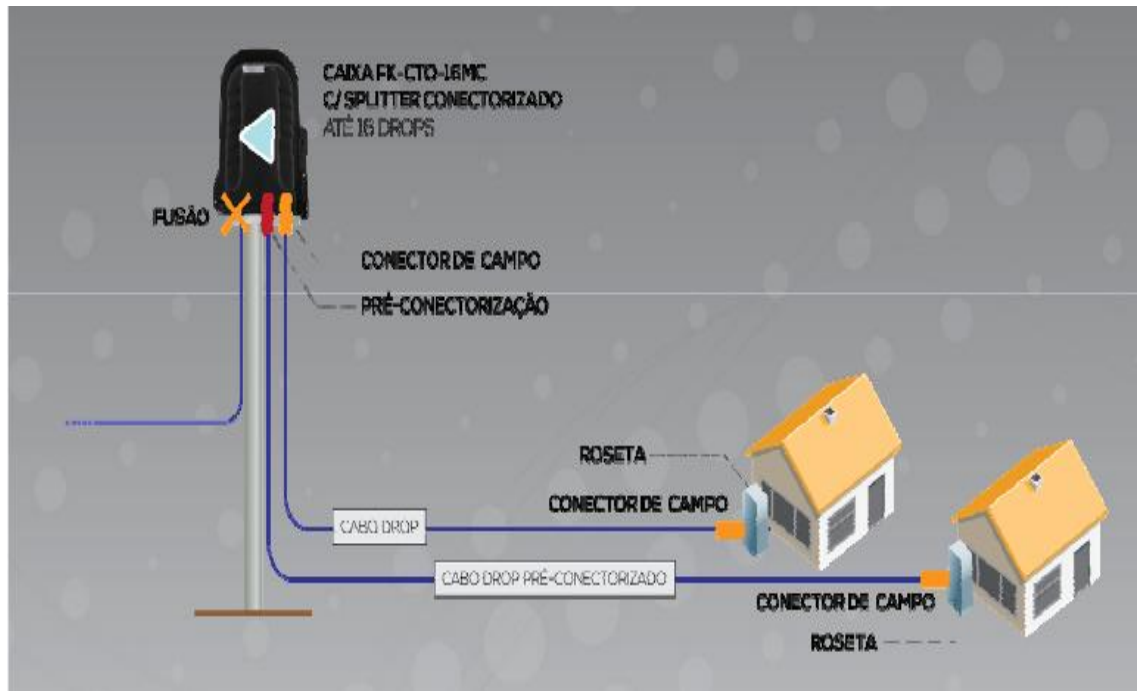 CAIXA FK-CTO-16MC
C/ SPLITTER CONECTORIZADO
ATÉ 16 DROPS
FUSÃO
CONECTOR DE CAMPO
PRÉ-CONECTORIZAÇÃO
ROSETA
CONECTOR DE CAMPO
CABO DROP
CABO DROP PRÉ-CONECTORIZADO
CONECTOR DE CAMPO
ROSETA